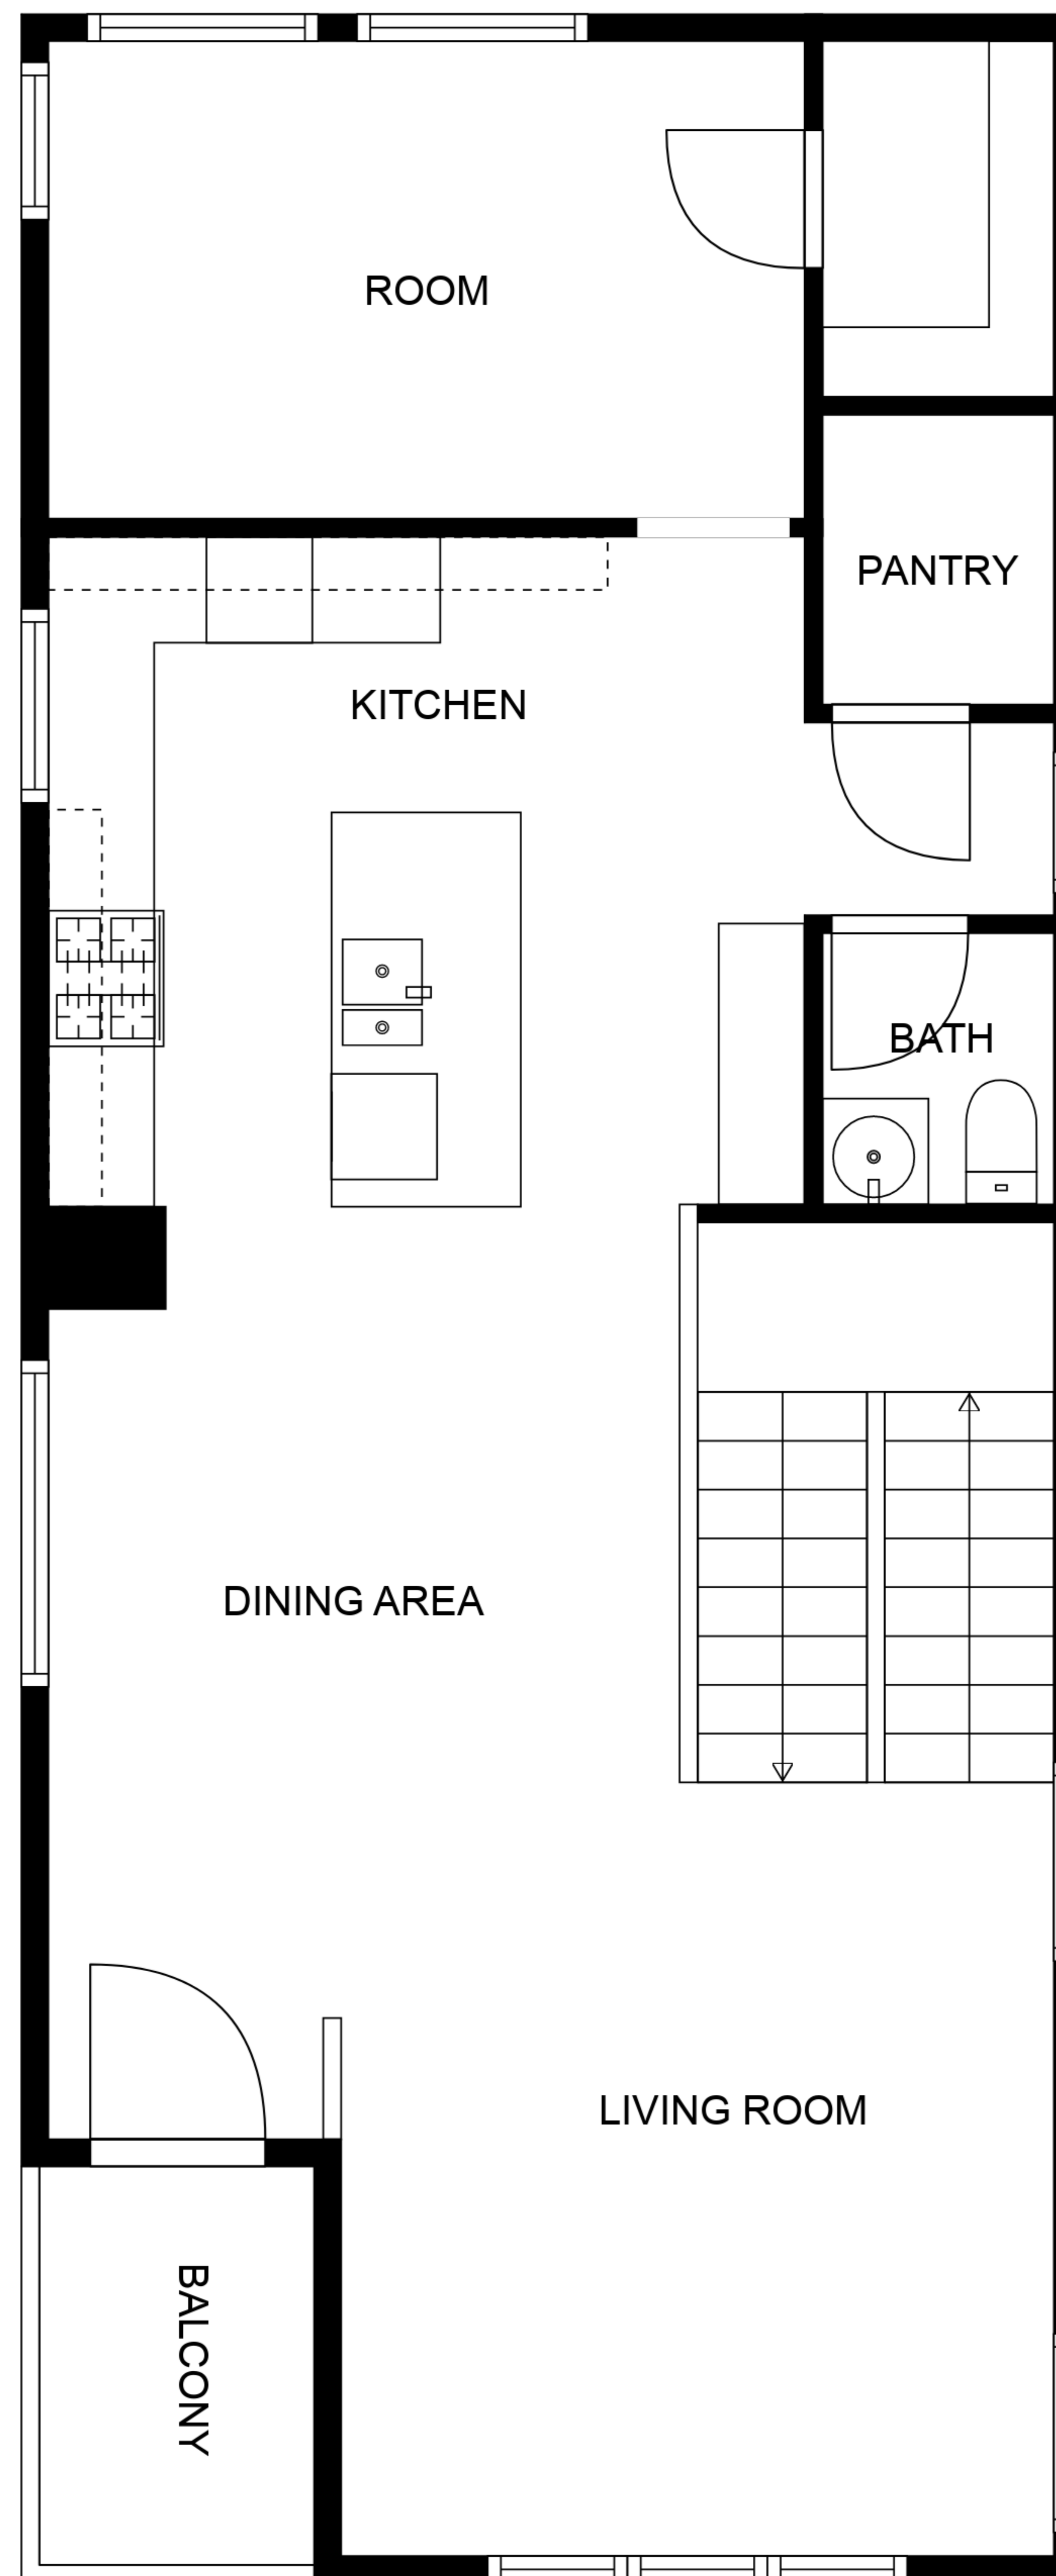 ROOM
PANTRY
KITCHEN
BATH
DINING AREA
LIVING ROOM
BALCONY